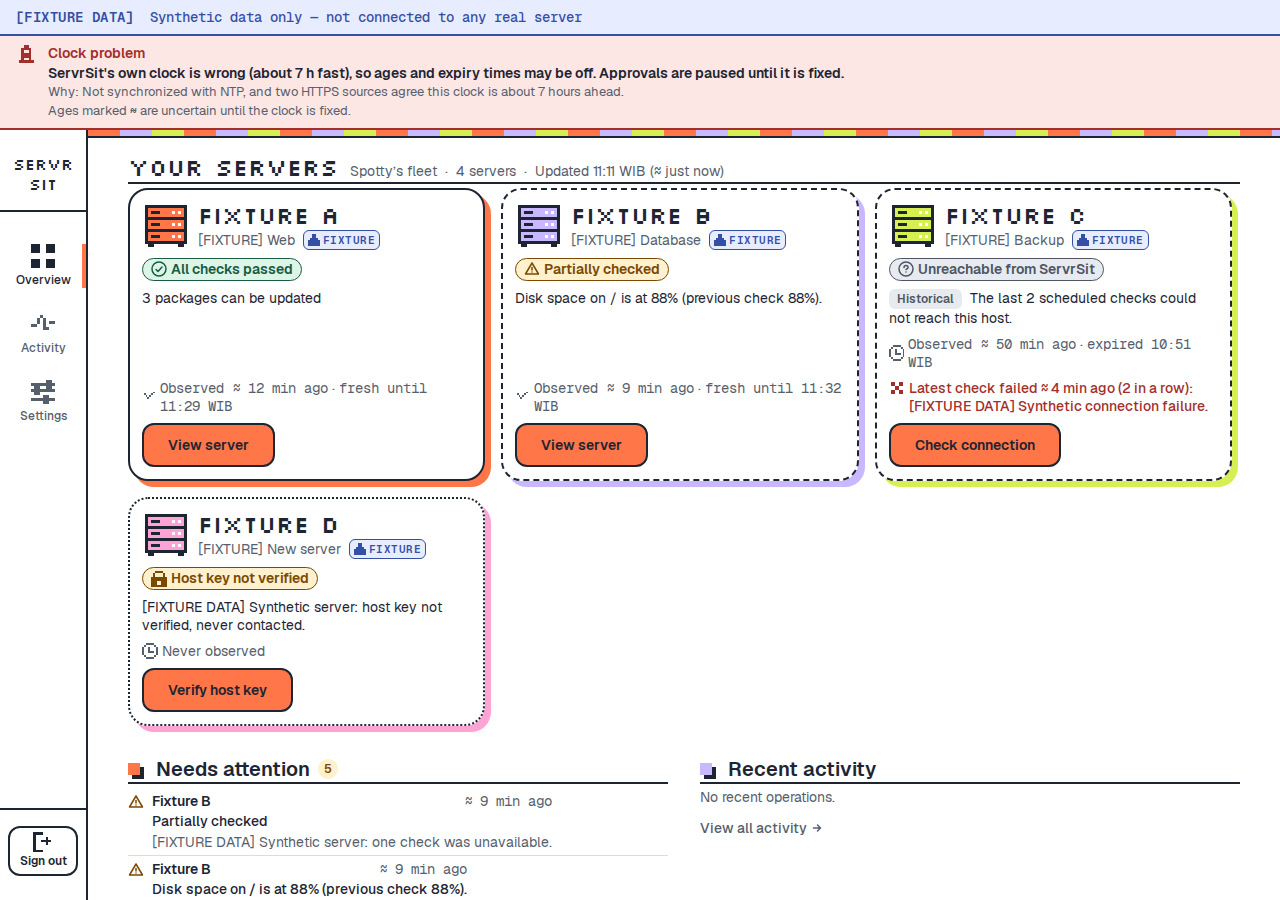 [FIXTURE DATA] Synthetic data only — not connected to any real server
Clock problem
ServrSit's own clock is wrong (about 7 h fast), so ages and expiry times may be off. Approvals are paused until it is fixed.
Why: Not synchronized with NTP, and two HTTPS sources agree this clock is about 7 hours ahead.
Ages marked ≈ are uncertain until the clock is fixed.
SERVR
SIT
Overview
Activity
Settings
Sign out
YOUR SERVERS Spotty's fleet · 4 servers · Updated 11:11 WIB (≈ just now)
FIXTURE A
[FIXTURE] Web FIXTURE
All checks passed
3 packages can be updated
Observed ≈ 12 min ago · fresh until
11:29 WIB
View server
FIXTURE B
[FIXTURE] Database FIXTURE
Partially checked
Disk space on / is at 88% (previous check 88%).
Observed ≈ 9 min ago · fresh until 11:32
WIB
View server
FIXTURE C
[FIXTURE] Backup FIXTURE
Unreachable from ServrSit
Historical The last 2 scheduled checks could
not reach this host.
Observed ≈ 50 min ago · expired 10:51
WIB
Latest check failed ≈ 4 min ago (2 in a row):
[FIXTURE DATA] Synthetic connection failure.
Check connection
FIXTURE D
[FIXTURE] New server FIXTURE
Host key not verified
[FIXTURE DATA] Synthetic server: host key not
verified, never contacted.
Never observed
Verify host key
Needs attention 5
Fixture B ≈ 9 min ago
Partially checked
[FIXTURE DATA] Synthetic server: one check was unavailable.
Fixture B ≈ 9 min ago
Disk space on / is at 88% (previous check 88%).
Recent activity
No recent operations.
View all activity →